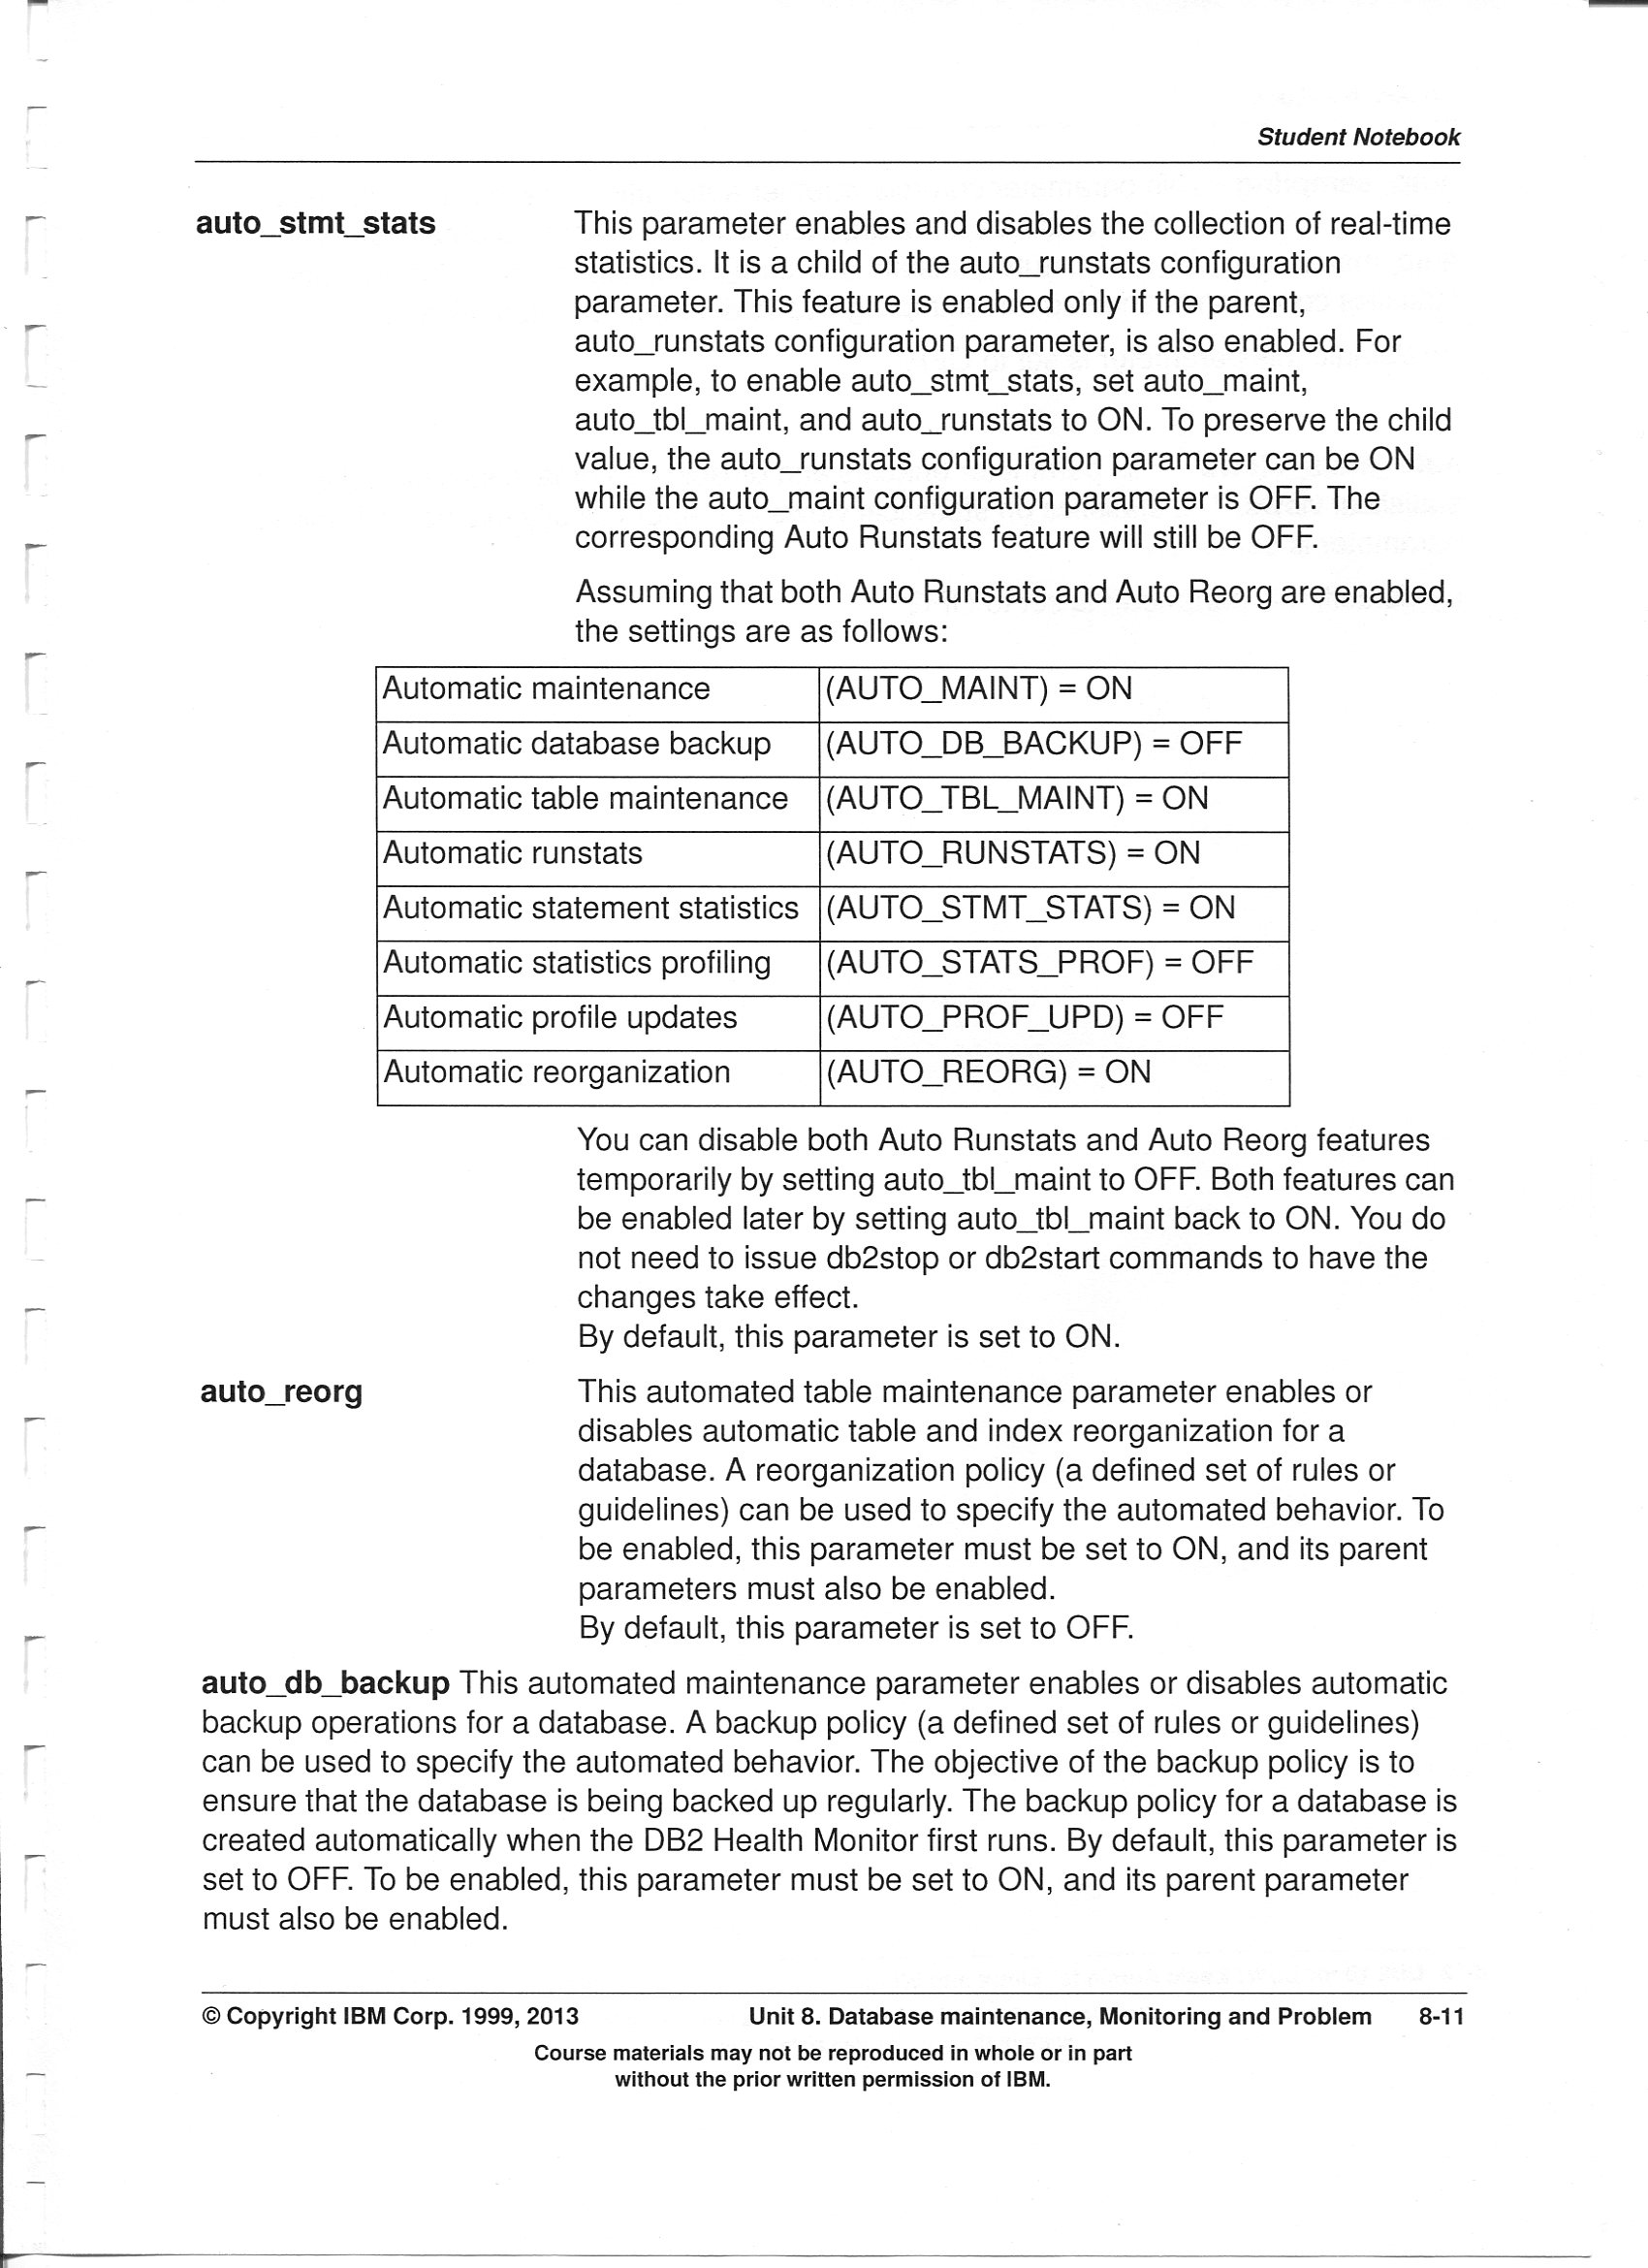 Student Notebook
auto_stmt_stats This parameter enables and disables the collection of real-time
statistics. It is a child of the auto_runstats configuration
parameter. This feature is enabled only if the parent,
auto_runstats configuration parameter, is also enabled. For
example, to enable auto_stmt_stats, set auto_maint,
auto_tbl_maint, and auto_runstats to ON. To preserve the child
value, the auto_runstats configuration parameter can be ON
while the auto_maint configuration parameter is OFF. The
corresponding Auto Runstats feature will still be OFF.
Assuming that both Auto Runstats and Auto Reorg are enabled,
the settings are as follows:
Automatic maintenance (AUTO_MAINT) = ON
Automatic database backup (AUTO_DB_BACKUP) = OFF
Automatic table maintenance (AUTO_TBL_MAINT) = ON
Automatic runstats (AUTO_RUNSTATS) = ON
Automatic statement statistics (AUTO_STMT_STATS) = ON
Automatic statistics profiling (AUTO_STATS_PROF) = OFF
Automatic profile updates (AUTO_PROF_UPD) = OFF
Automatic reorganization (AUTO_REORG) = ON
You can disable both Auto Runstats and Auto Reorg features
temporarily by setting auto_tbl_maint to OFF. Both features can
be enabled later by setting auto_tbl_maint back to ON. You do
not need to issue db2stop or db2start commands to have the
changes take effect.
By default, this parameter is set to ON.
auto_reorg This automated table maintenance parameter enables or
disables automatic table and index reorganization for a
database. A reorganization policy (a defined set of rules or
guidelines) can be used to specify the automated behavior. To
be enabled, this parameter must be set to ON, and its parent
parameters must also be enabled.
By default, this parameter is set to OFF.
auto_db_backup This automated maintenance parameter enables or disables automatic
backup operations for a database. A backup policy (a defined set of rules or guidelines)
can be used to specify the automated behavior. The objective of the backup policy is to
ensure that the database is being backed up regularly. The backup policy for a database is
created automatically when the DB2 Health Monitor first runs. By default, this parameter is
set to OFF. To be enabled, this parameter must be set to ON, and its parent parameter
must also be enabled.
© Copyright IBM Corp. 1999, 2013 Unit 8. Database maintenance, Monitoring and Problem 8-11
Course materials may not be reproduced in whole or in part
without the prior written permission of IBM.